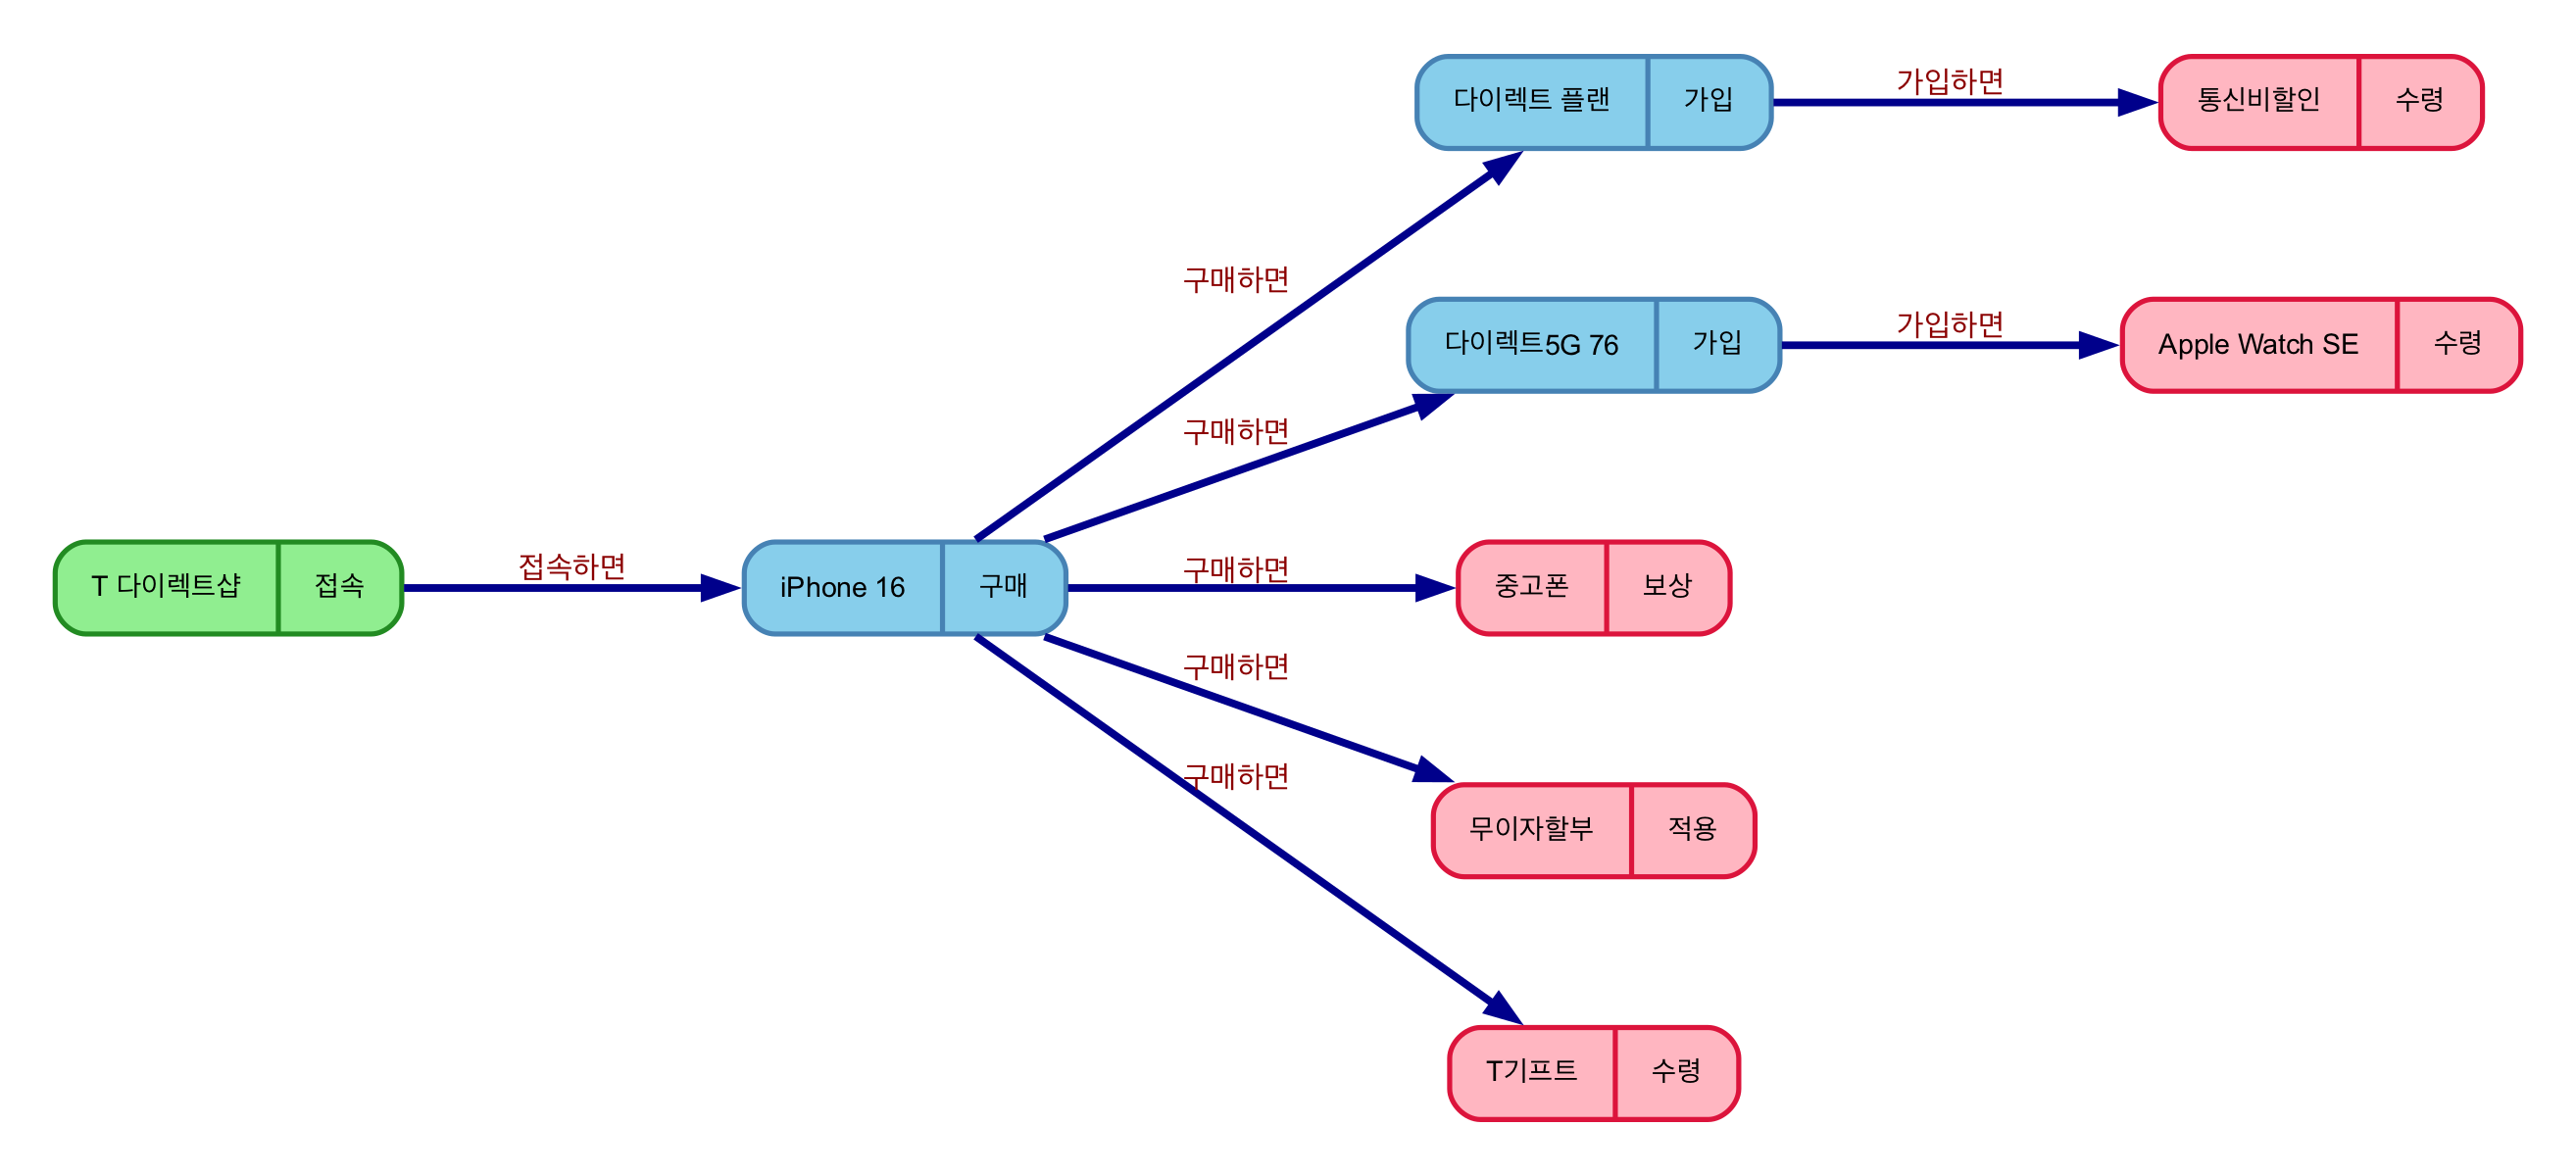 다이렉트 플랜 가입
가입하면
통신비할인 수령
구매하면
다이렉트5G 76 가입
가입하면
Apple Watch SE 수령
구매하면
T 다이렉트샵 접속
접속하면
iPhone 16 구매
구매하면
중고폰 보상
구매하면
구매하면
무이자할부 적용
T기프트 수령